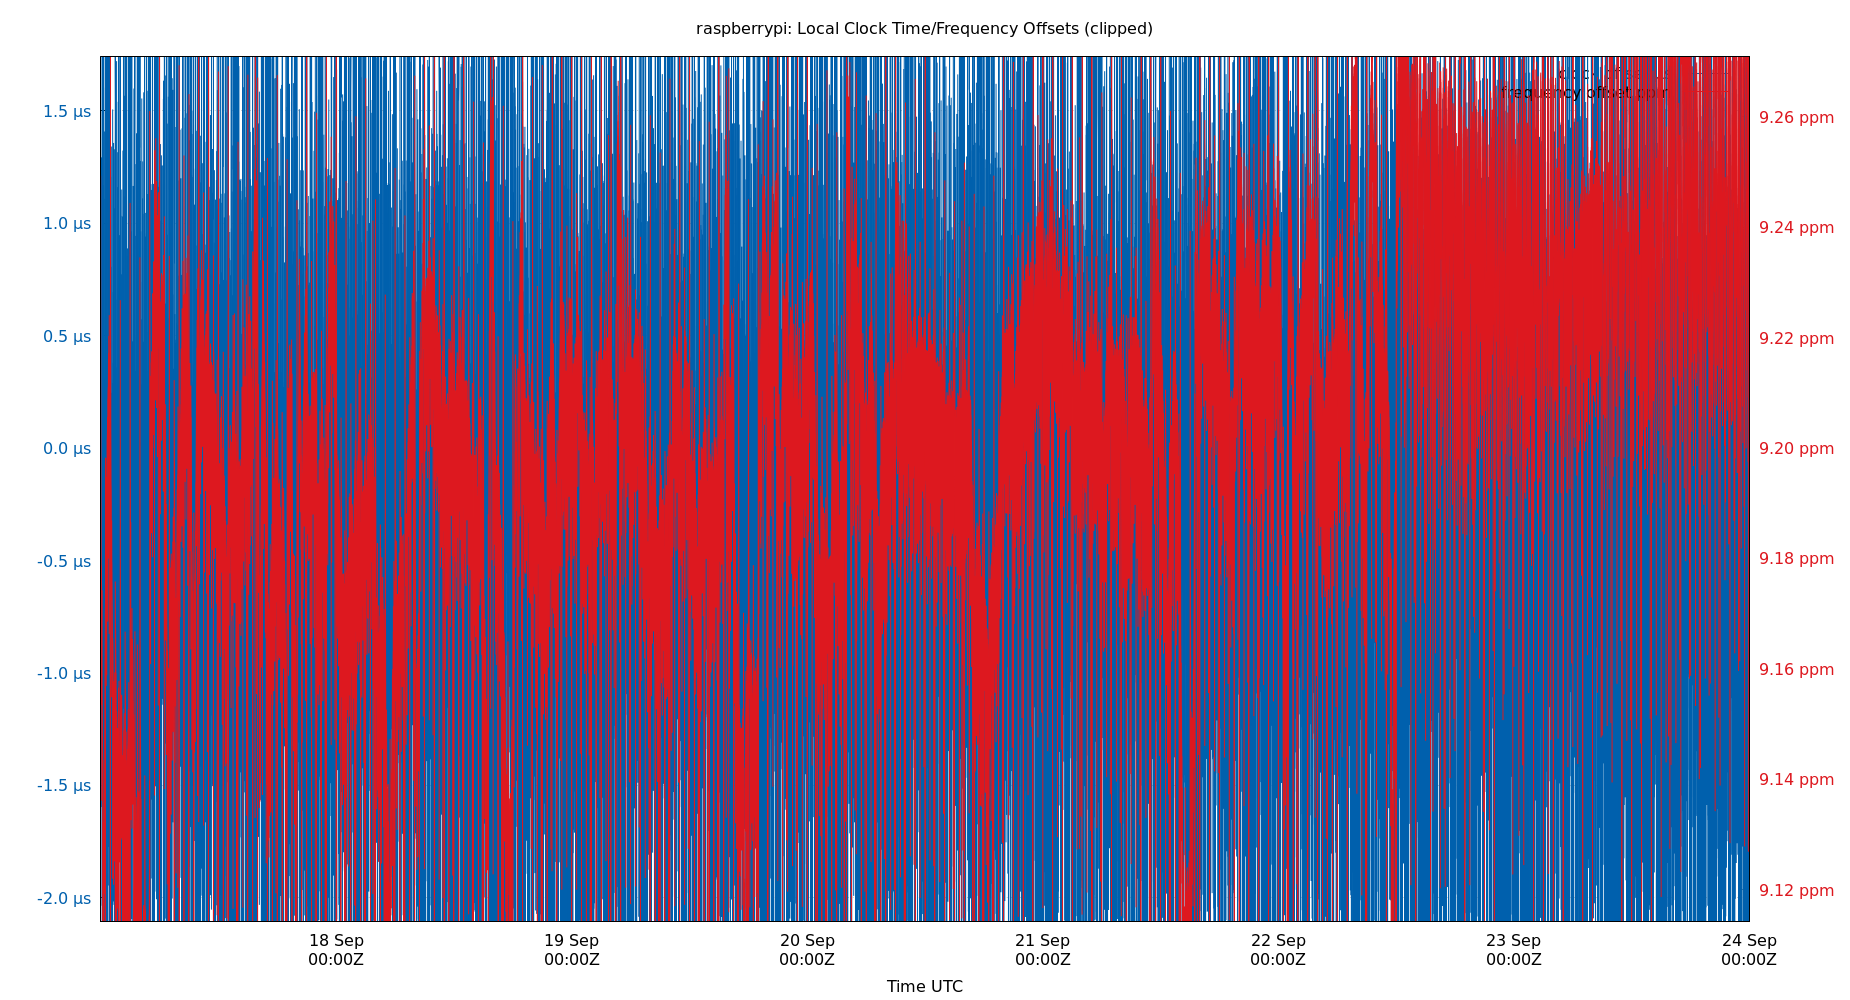 raspberrypi: Local Clock Time/Frequency Offsets (clipped)
frequency offset ppm
1.5 µs
1.0 µs
0.5 µs
0.0 µs
-0.5 µs
-1.0 µs
-1.5 µs
-2.0 µs
9.26 ppm
9.24 ppm
9.22 ppm
9.20 ppm
9.18 ppm
9.16 ppm
9.14 ppm
9.12 ppm
18 Sep
00:00Z
19 Sep
00:00Z
20 Sep
00:00Z
21 Sep
00:00Z
22 Sep
00:00Z
23 Sep
00:00Z
24 Sep
00:00Z
Time UTC